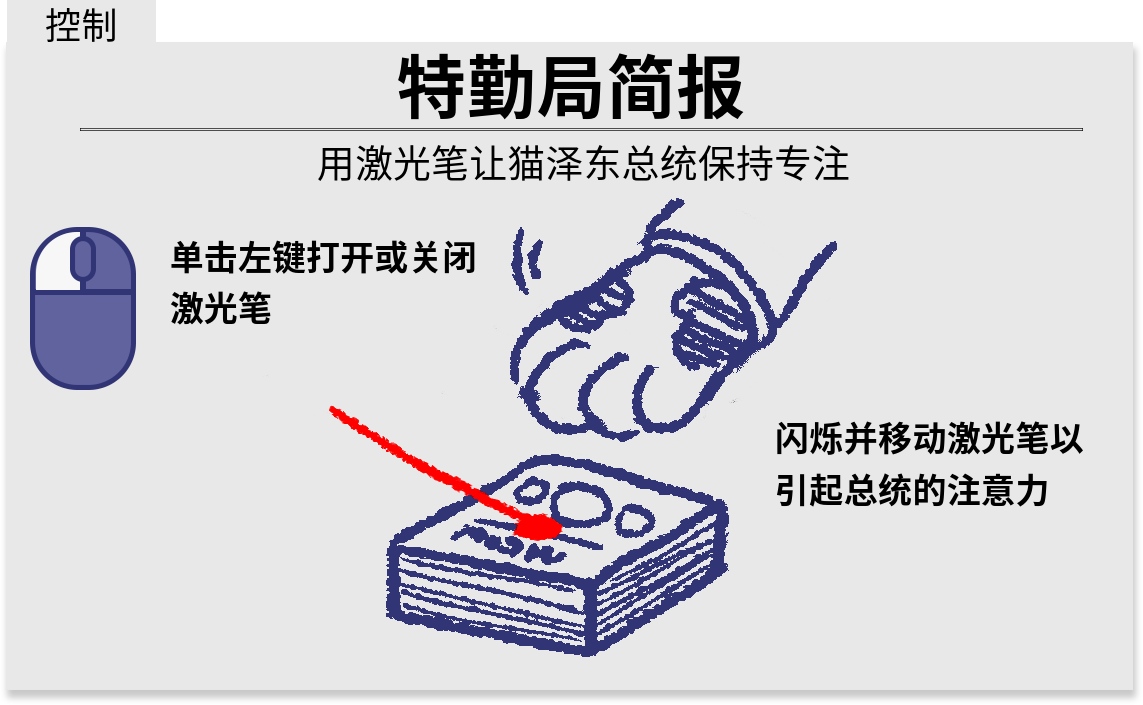 控制
特勤局简报
用激光笔让猫泽东总统保持专注
单击左键打开或关闭
激光笔
闪烁并移动激光笔以
引起总统的注意力